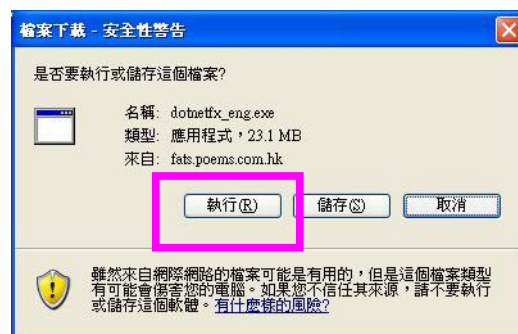 檔案下載 - 安全性警告
是否要執行或儲存這個檔案?
名稱: dotnetfx_eng.exe
類型: 應用程式，23.1 MB
來自: fats.poems.com.hk
執行(R) 儲存(S) 取消
雖然來自網際網路的檔案可能是有用的，但是這個檔案類型
有可能會傷害您的電腦。如果您不信任其來源，請不要執行
或儲存這個軟體。有什麼樣的風險?